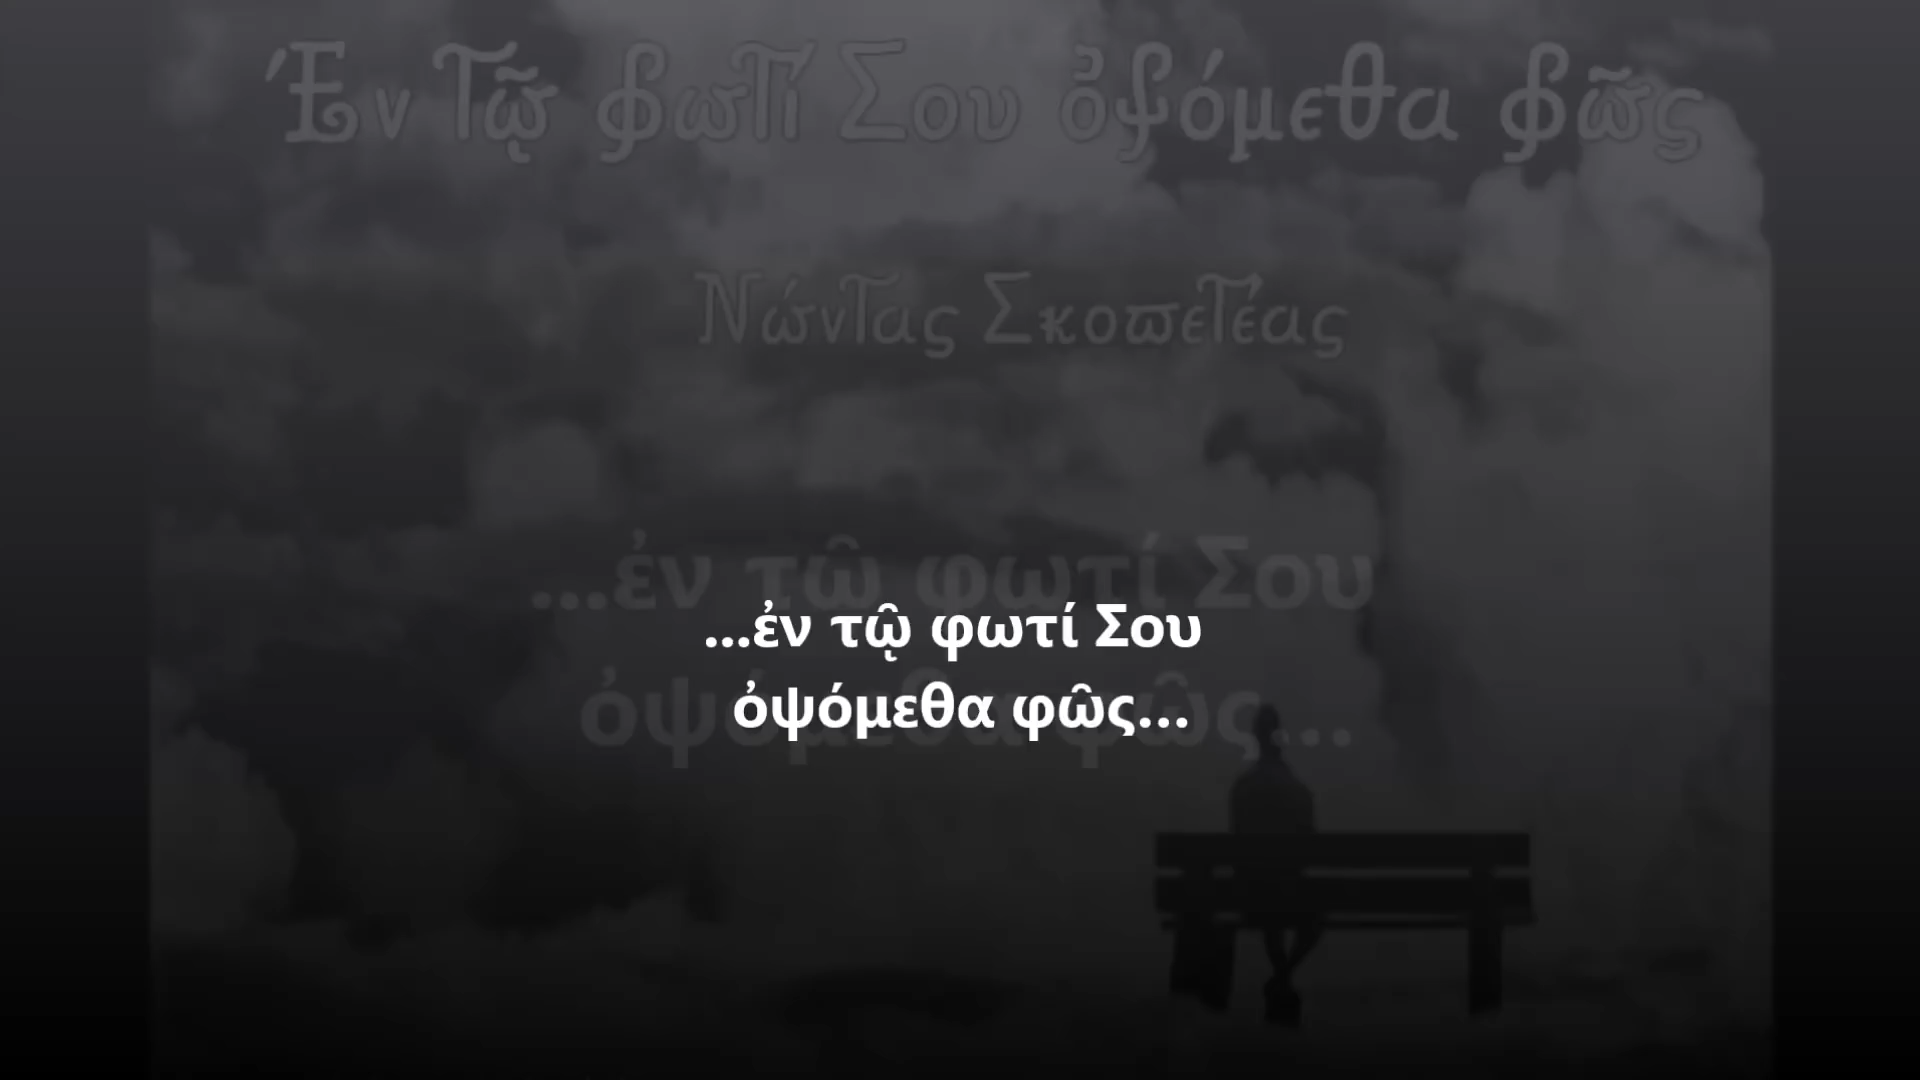 Ἐν τῷ φωτί Σου ὀψόμεθα φῶς
Νώντας Σκοπετέας
...ἐν τῷ φωτί Σου
ὀψόμεθα φῶς...
...ἐν τῷ φωτί Σου
ὀψόμεθα φῶς...